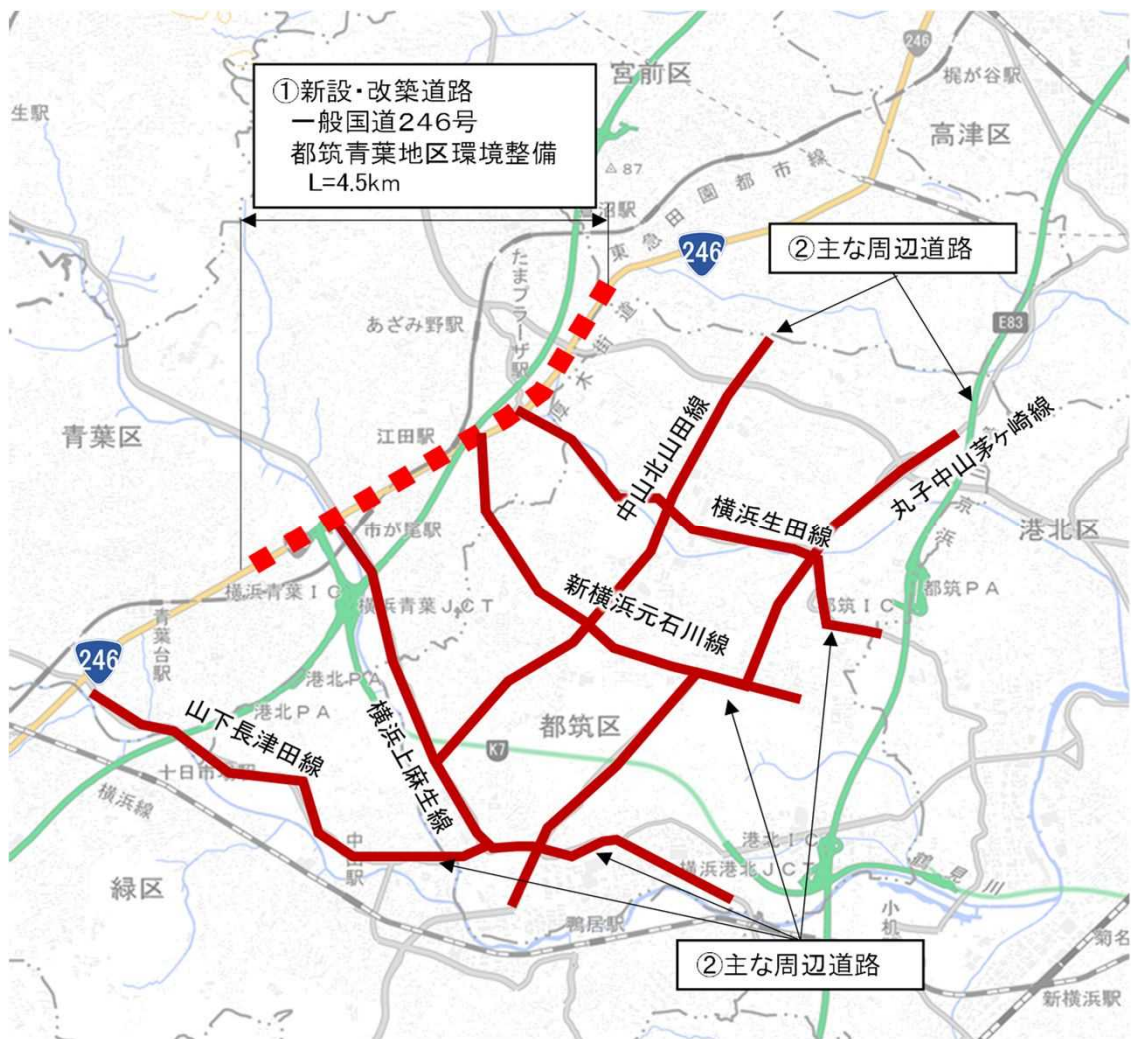 ①新設・改築道路
一般国道246号
都筑青葉地区環境整備
L=4.5km
246
宮前区
梶が谷駅
高津区
生駅
87
沼駅
東急田園都市線
246
②主な周辺道路
たまプラーザ駅
あざみ野駅
厚木街道
E83
青葉区
江田駅
中山北山田線
丸子中山茅ヶ崎線
横浜生田線
京浜
港北区
市が尾駅
横浜青葉IC
横浜青葉JCT
新横浜元石川線
都筑IC
都筑PA
青葉台駅
246
港北PA
港北PA
山下長津田線
横浜上麻生線
都筑区
K7
十日市場駅
横浜線
中山駅
緑区
港北IC
横浜港北JCT
鶴見川
鴨居駅
小机
菊名
②主な周辺道路
新横浜駅